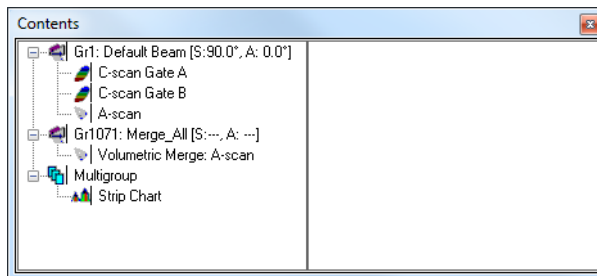 Contents
Gr1: Default Beam [S:90.0°, A: 0.0°]
C-scan Gate A
C-scan Gate B
A-scan
Gr1071: Merge_All [S:---, A: ---]
Volumetric Merge: A-scan
Multigroup
Strip Chart